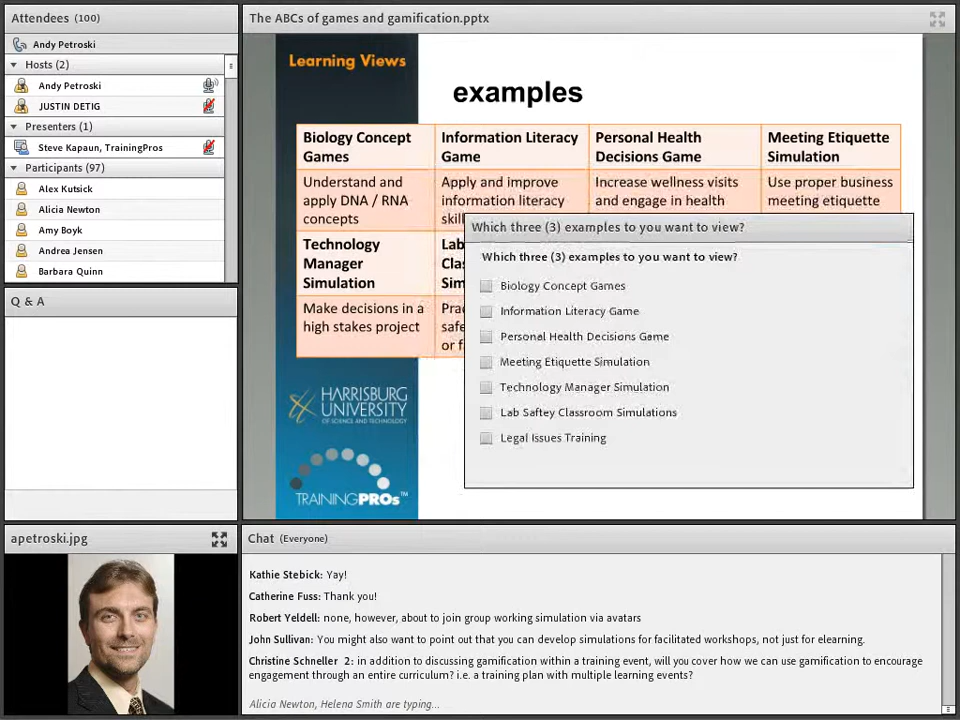 Attendees (100)
Andy Petroski
Hosts (2)
Andy Petroski
JUSTIN DETIG
Presenters (1)
Steve Kapaun, TrainingPros
Participants (97)
Alex Kutsick
Alicia Newton
Amy Boyk
Andrea Jensen
Barbara Quinn
Q & A
apetroski.jpg
The ABCs of games and gamification.pptx
Learning Views
examples
Biology Concept
Games
Information Literacy
Game
Personal Health
Decisions Game
Meeting Etiquette
Simulation
Understand and
apply DNA / RNA
concepts
Apply and improve
information literacy
Increase wellness visits
and engage in health
Use proper business
meeting etiquette
Technology
Manager
Simulation
Lab
Make decisions in a
high stakes project
or
HARRISBURG
UNIVERSITY
OF SCIENCE AND TECHNOLOGY
TRAININGPROs™
Which three (3) examples to you want to view?
Which three (3) examples to you want to view?
Biology Concept Games
Information Literacy Game
Personal Health Decisions Game
Meeting Etiquette Simulation
Technology Manager Simulation
Lab Saftey Classroom Simulations
Legal Issues Training
Chat (Everyone)
Kathie Stebick: Yay!
Catherine Fuss: Thank you!
Robert Yeldell: none, however, about to join group working simulation via avatars
John Sullivan: You might also want to point out that you can develop simulations for facilitated workshops, not just for elearning.
Christine Schneller 2: in addition to discussing gamification within a training event, will you cover how we can use gamification to encourage
engagement through an entire curriculum? i.e. a training plan with multiple learning events?
Alicia Newton, Helena Smith are typing...